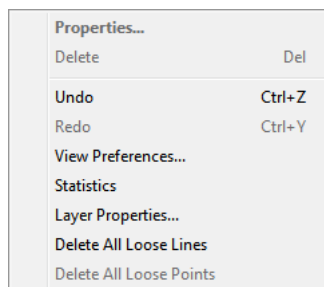 Properties...
Delete Del
Undo Ctrl+Z
Redo Ctrl+Y
View Preferences...
Statistics
Layer Properties...
Delete All Loose Lines
Delete All Loose Points